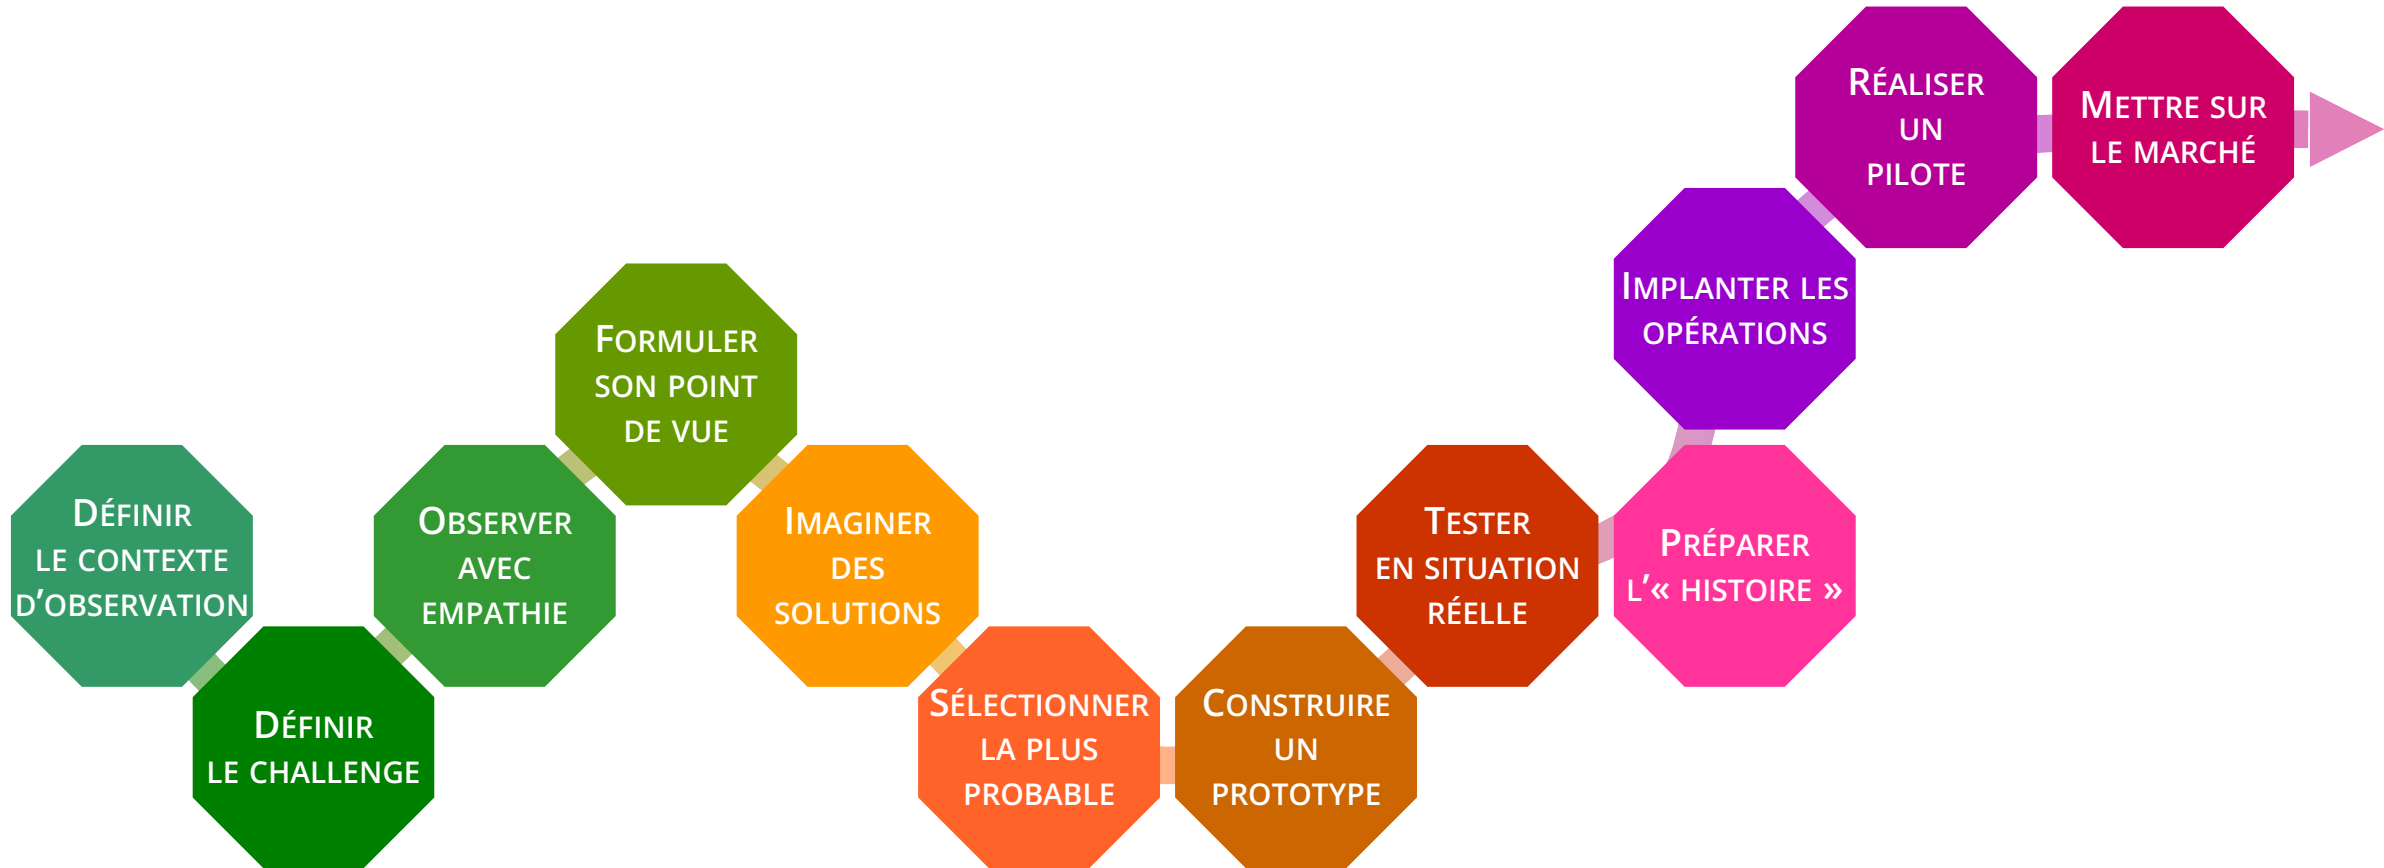 Définir
le contexte
d’observation
Définir
le challenge
Observer
avec
empathie
Formuler
son point
de vue
Imaginer
des
solutions
Sélectionner
la plus
probable
Construire
un
prototype
Tester
en situation
réelle
Préparer
l’« histoire »
Implanter les
opérations
Réaliser
un
pilote
Mettre sur
le marché